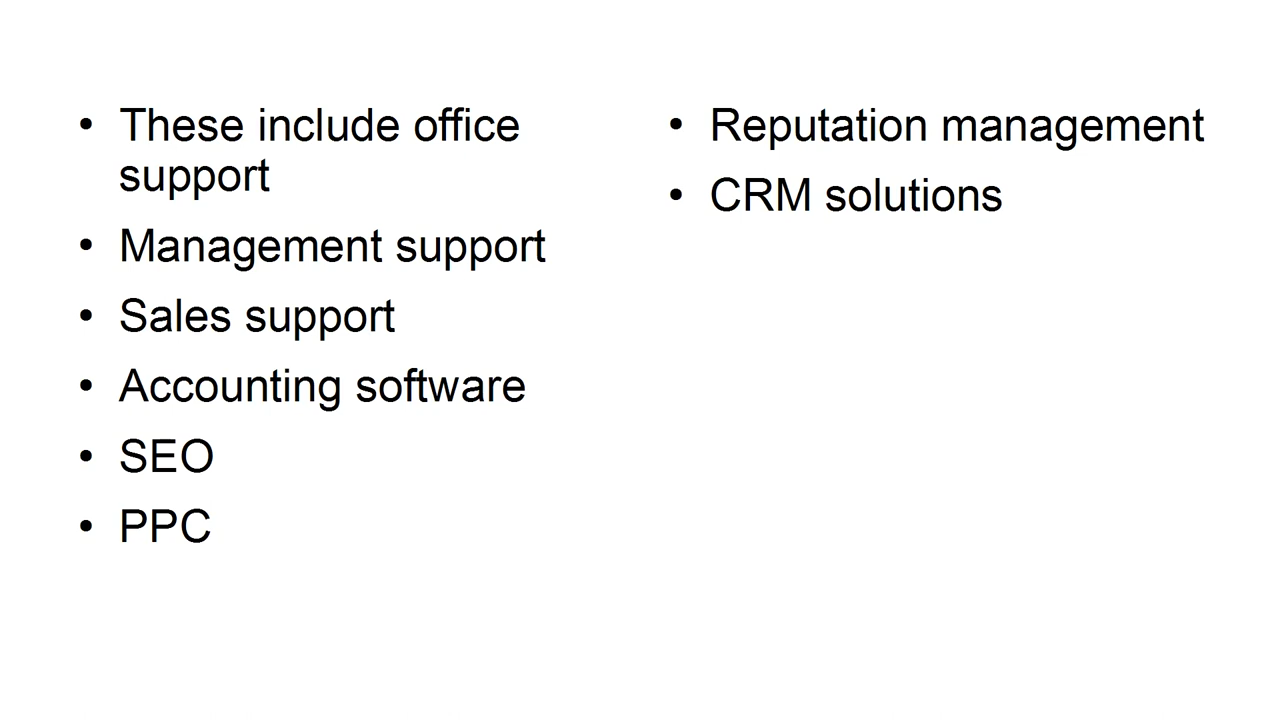 • These include office
support
• Management support
• Sales support
• Accounting software
• SEO
• PPC
• Reputation management
• CRM solutions